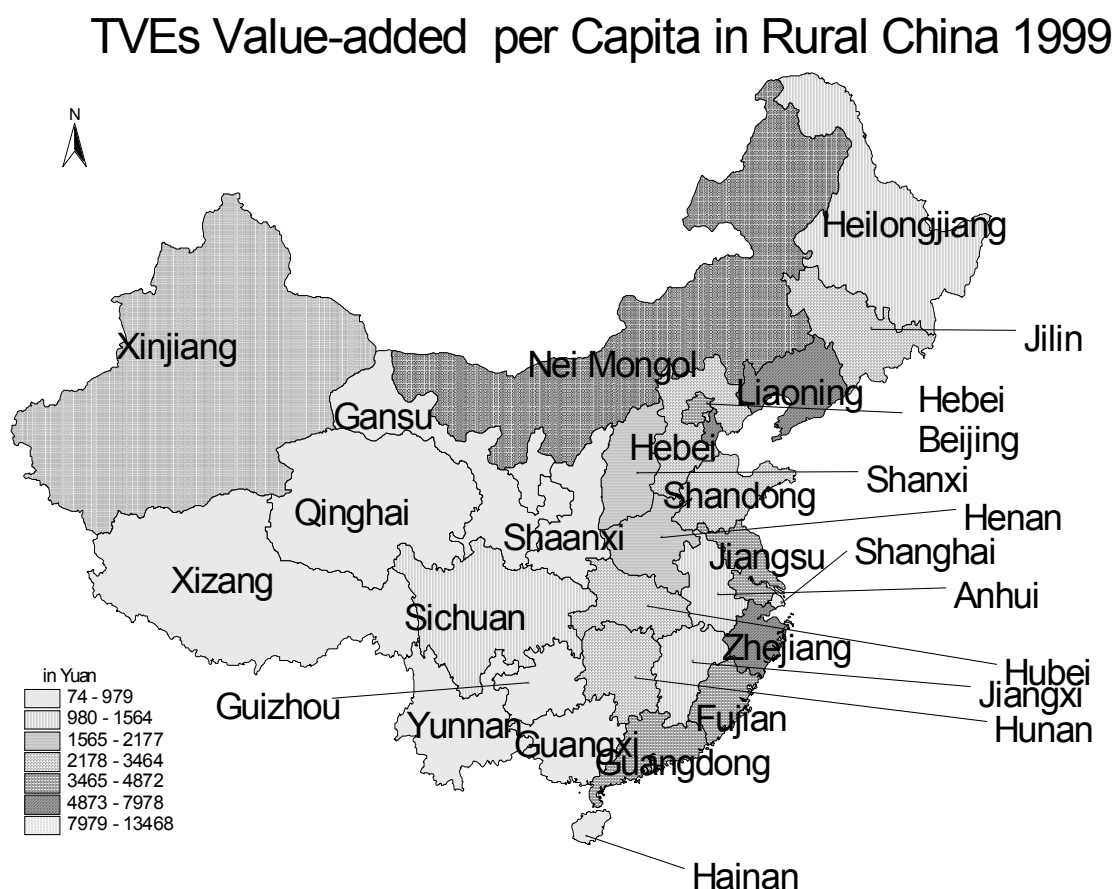 TVEs Value-added per Capita in Rural China 1999
N
Heilongjiang
Xinjiang
Jilin
Nei Mongol
Liaoning
Gansu
Hebei
Beijing
Hebei
Shanxi
Shandong
Qinghai
Henan
Shaanxi
Jiangsu
Shanghai
Xizang
Anhui
Sichuan
Zhejiang
Hubei
Jiangxi
Guizhou
Hunan
Yunnan
Fujian
Guangxi
Guangdong
Hainan
in Yuan
74 - 979
980 - 1564
1565 - 2177
2178 - 3464
3465 - 4872
4873 - 7978
7979 - 13468